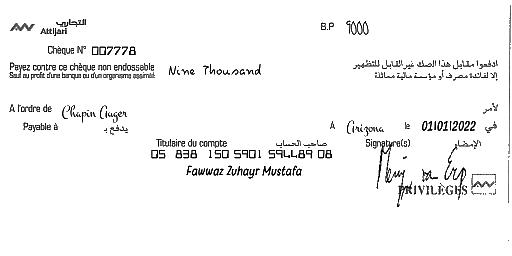 التجاري
Attijari
B.P 9000
Chèque N° 007778
Payez contre ce chèque non endossable
Sauf au profit d'une banque ou d'un organisme assimilé
Nine Thousand
ادفعوا مقابل هذا الصك غير القابل للتظهير
إلا لفائدة مصرف أو مؤسسة مالية مماثلة
A l'ordre de Chapin Auger لأمر
Payable à يدفع بـ
A Arizona le 01/01/2022 في
Titulaire du compte صاحب الحساب Signature(s) الإمضاء
05 838 150 5901 594489 08
Fawwaz Zuhayr Mustafa
PRIVILÈGES